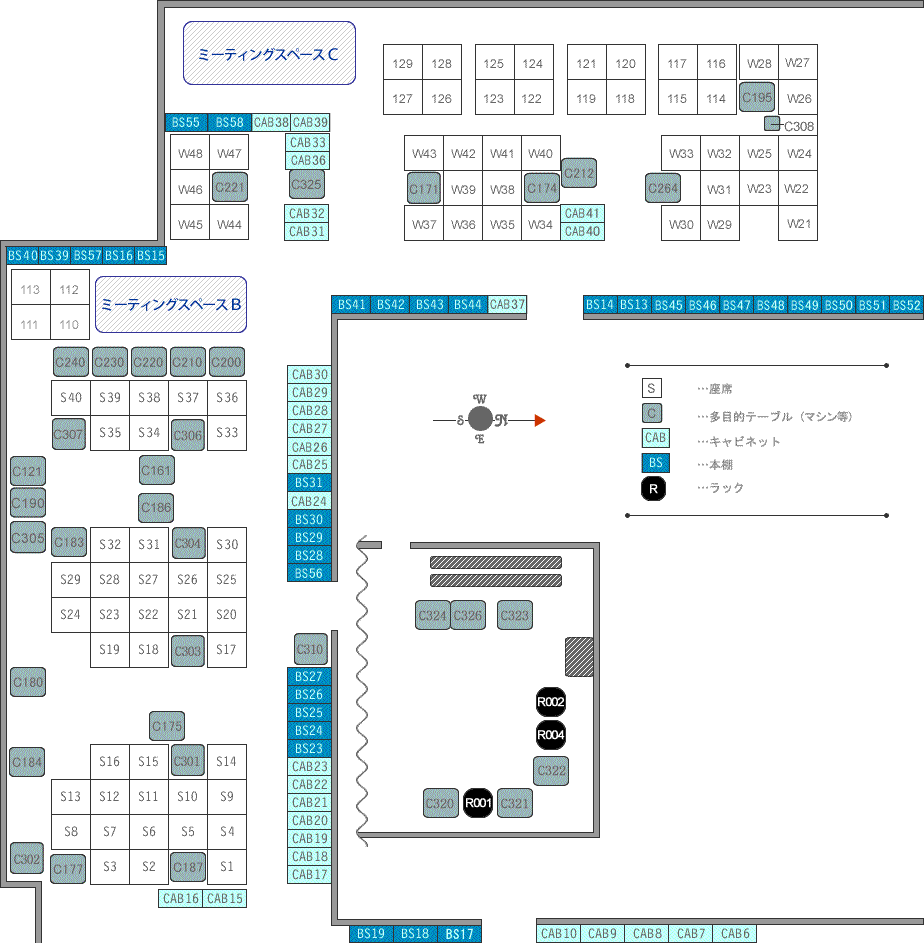 ミーティングスペースC
129 128 125 124 121 120 117 116 W28 W27
127 126 123 122 119 118 115 114 C195 W26
C308
BS55 BS58 CAB38 CAB39
CAB33
CAB36
W48 W47 W43 W42 W41 W40 C212 W33 W32 W25 W24
W46 C221 C325 C171 W39 W38 C174 C264 W31 W23 W22
CAB32 CAB41
CAB31 CAB40
W45 W44 W37 W36 W35 W34 W30 W29 W21
BS40 BS39 BS57 BS16 BS15
113 112
ミーティングスペースB
111 110
BS41 BS42 BS43 BS44 CAB37 BS14 BS13 BS45 BS46 BS47 BS48 BS49 BS50 BS51 BS52
C240 C230 C220 C210 C200
S40 S39 S38 S37 S36
C307 S35 S34 C306 S33
C121 C161
C190 C186
C305 C183 S32 S31 C304 S30
S29 S28 S27 S26 S25
S24 S23 S22 S21 S20
S19 S18 C303 S17
C180
C175
C184 S16 S15 C301 S14
S13 S12 S11 S10 S9
S8 S7 S6 S5 S4
C302 C177 S3 S2 C187 S1
CAB16 CAB15
CAB30
CAB29
CAB28
CAB27
CAB26
CAB25
BS31
CAB24
BS30
BS29
BS28
BS56
C310
BS27
BS26
BS25
BS24
BS23
CAB23
CAB22
CAB21
CAB20
CAB19
CAB18
CAB17
W
S N
E
S …座席
C …多目的テーブル（マシン等）
CAB …キャビネット
BS …本棚
R …ラック
C324 C326 C323
R002
R004
C322
C320 R001 C321
BS19 BS18 BS17 CAB10 CAB9 CAB8 CAB7 CAB6